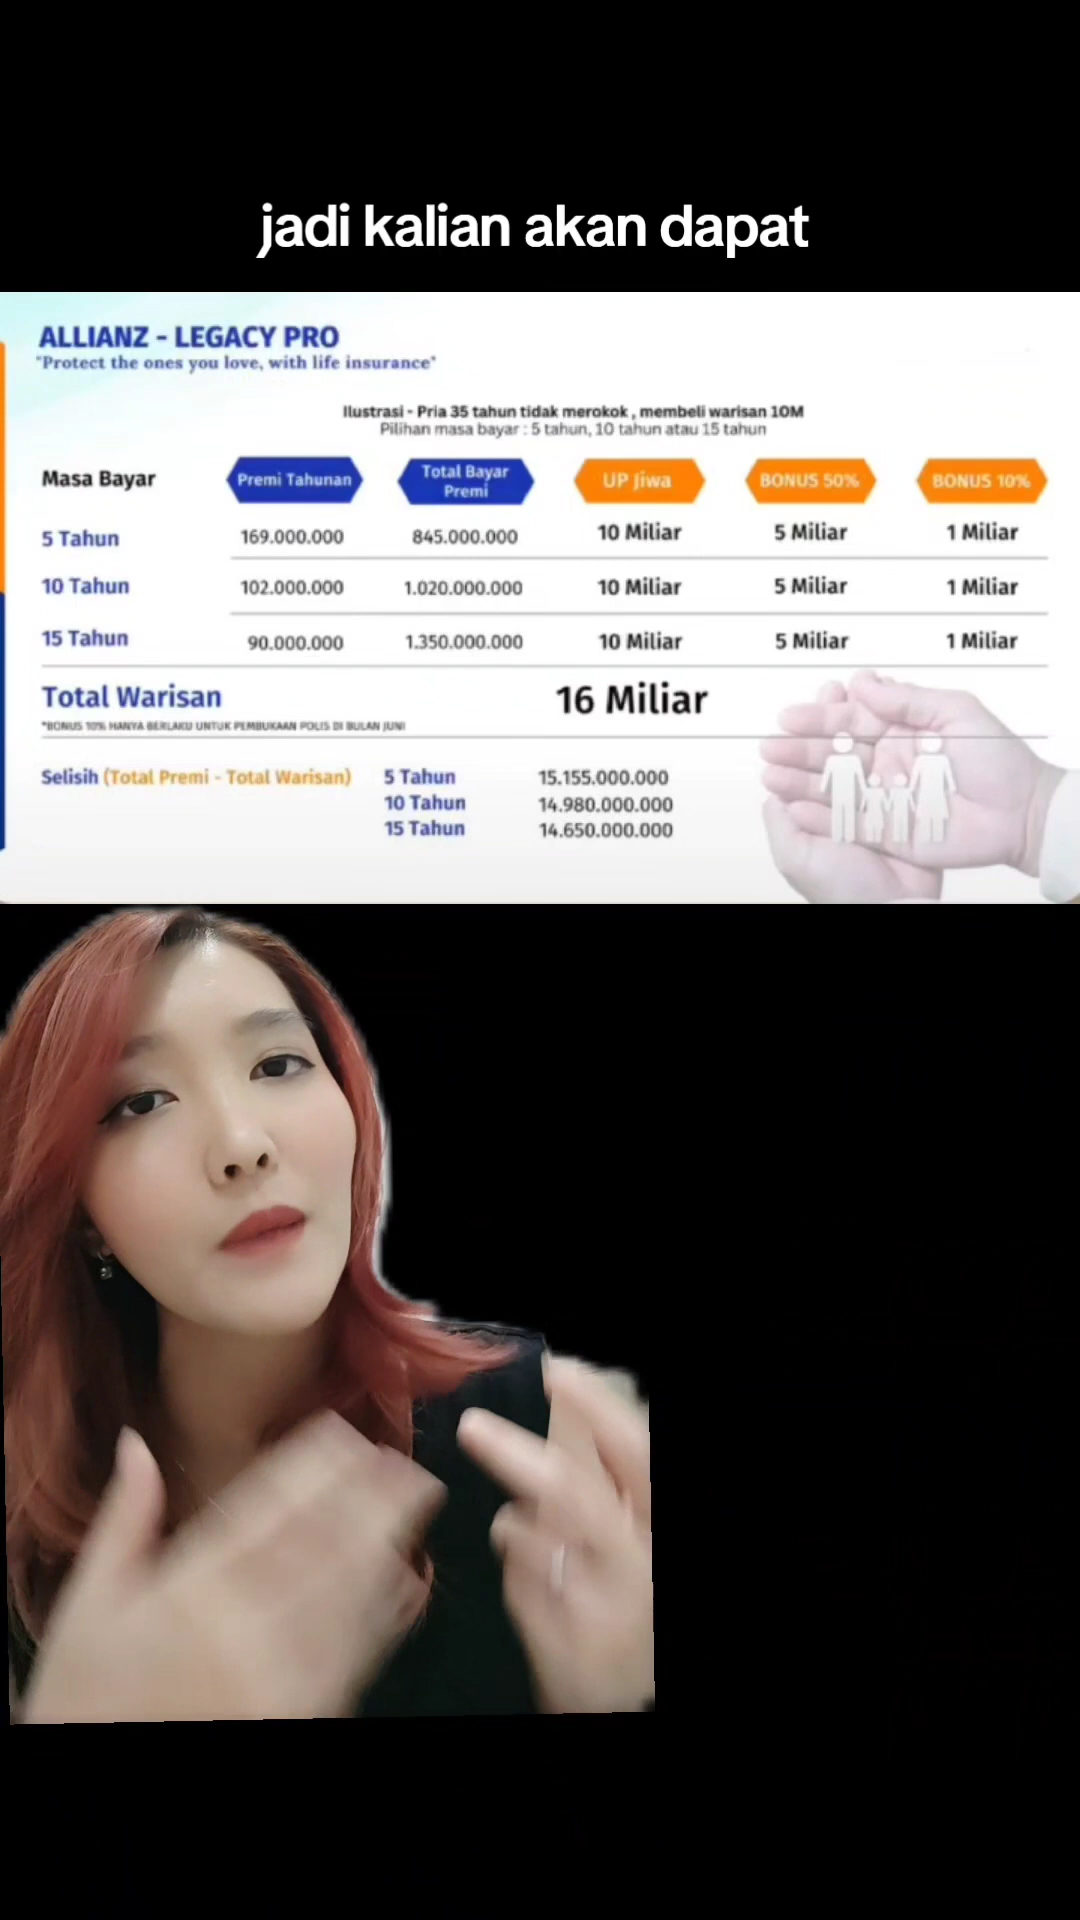 jadi kalian akan dapat
ALLIANZ - LEGACY PRO
"Protect the ones you love, with life insurance"
Ilustrasi - Pria 35 tahun tidak merokok , membeli warisan 10M
Pilihan masa bayar : 5 tahun, 10 tahun atau 15 tahun
Masa Bayar Premi Tahunan Total Bayar Premi UP Jiwa BONUS 50% BONUS 10%
5 Tahun 169.000.000 845.000.000 10 Miliar 5 Miliar 1 Miliar
10 Tahun 102.000.000 1.020.000.000 10 Miliar 5 Miliar 1 Miliar
15 Tahun 90.000.000 1.350.000.000 10 Miliar 5 Miliar 1 Miliar
Total Warisan 16 Miliar
*BONUS 10% HANYA BERLAKU UNTUK PEMBUKAAN POLIS DI BULAN JUNI
Selisih (Total Premi - Total Warisan) 5 Tahun 15.155.000.000
10 Tahun 14.980.000.000
15 Tahun 14.650.000.000